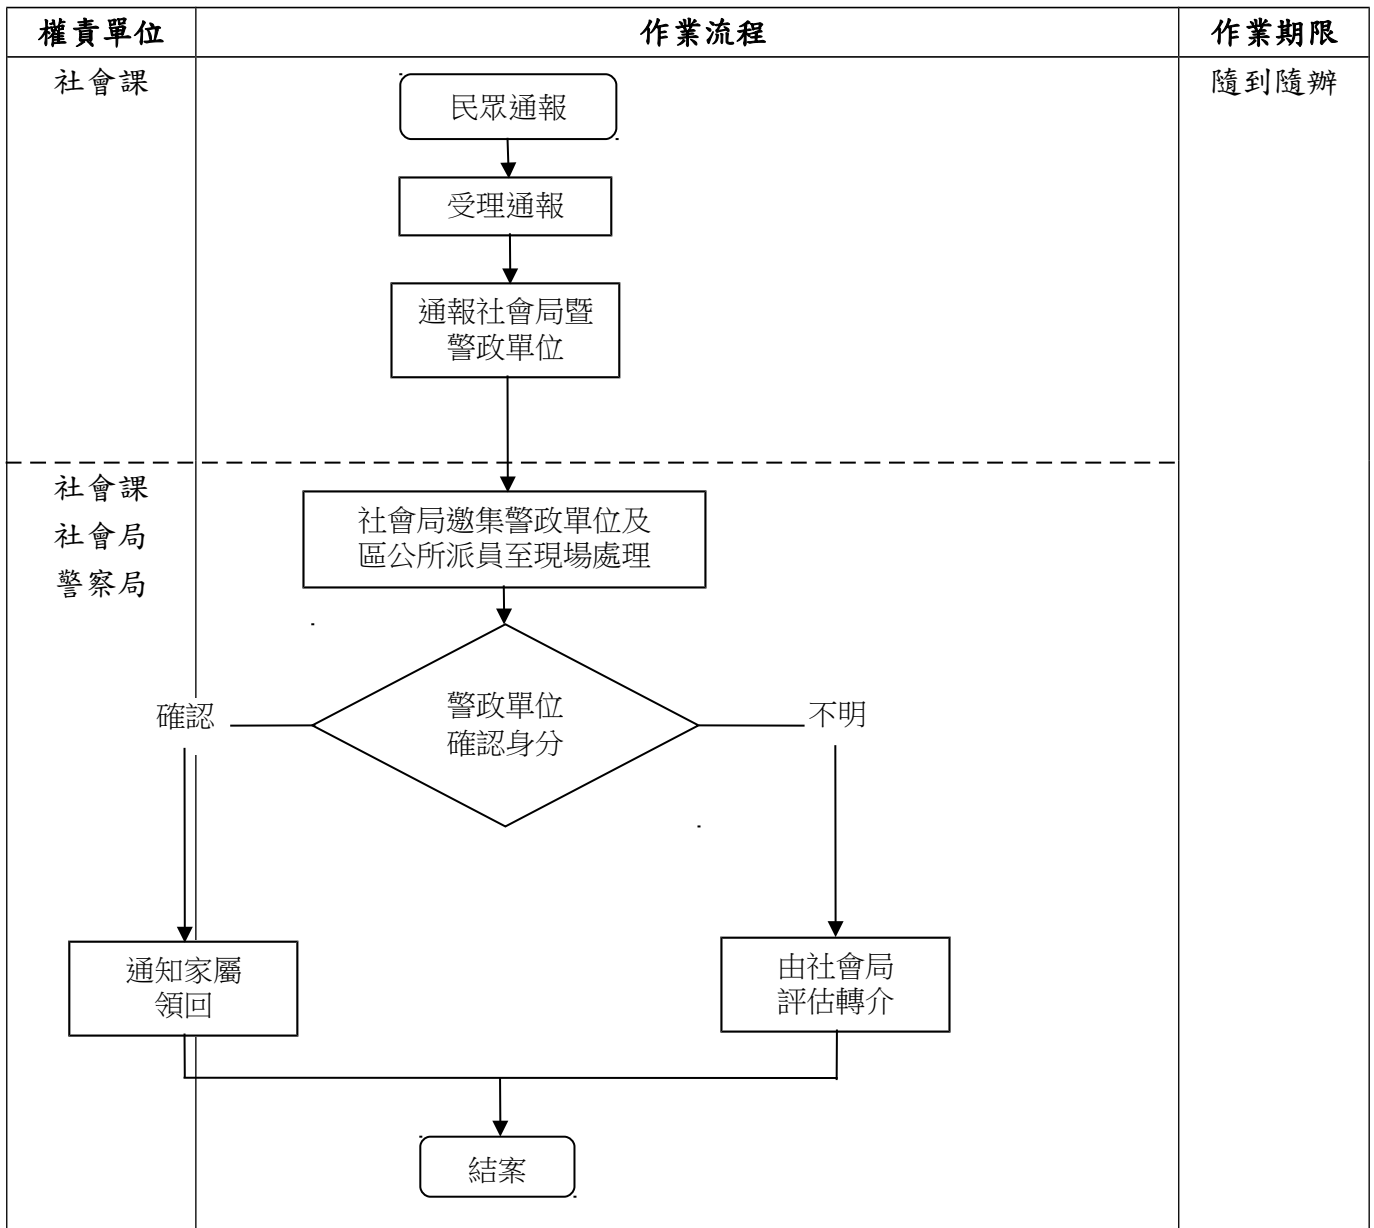 權責單位
作業流程
作業期限
社會課
隨到隨辦
民眾通報
受理通報
通報社會局暨
警政單位
社會課
社會局
警察局
社會局邀集警政單位及
區公所派員至現場處理
警政單位
確認身分
確認
不明
通知家屬
領回
由社會局
評估轉介
結案